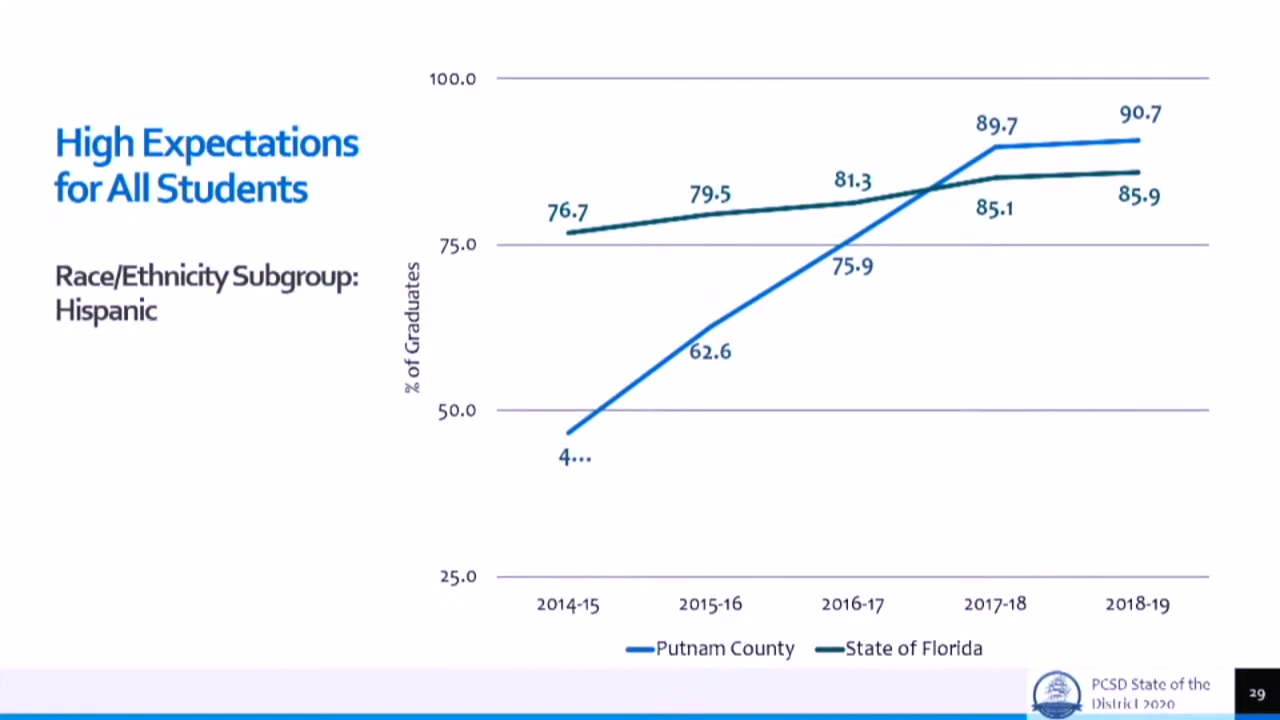 High Expectations
for All Students
Race/Ethnicity Subgroup:
Hispanic
% of Graduates
100.0
75.0
50.0
25.0
76.7
79.5
81.3
85.1
85.9
4...
62.6
75.9
89.7
90.7
2014-15
2015-16
2016-17
2017-18
2018-19
Putnam County
State of Florida
PCSD State of the
District 2020
29